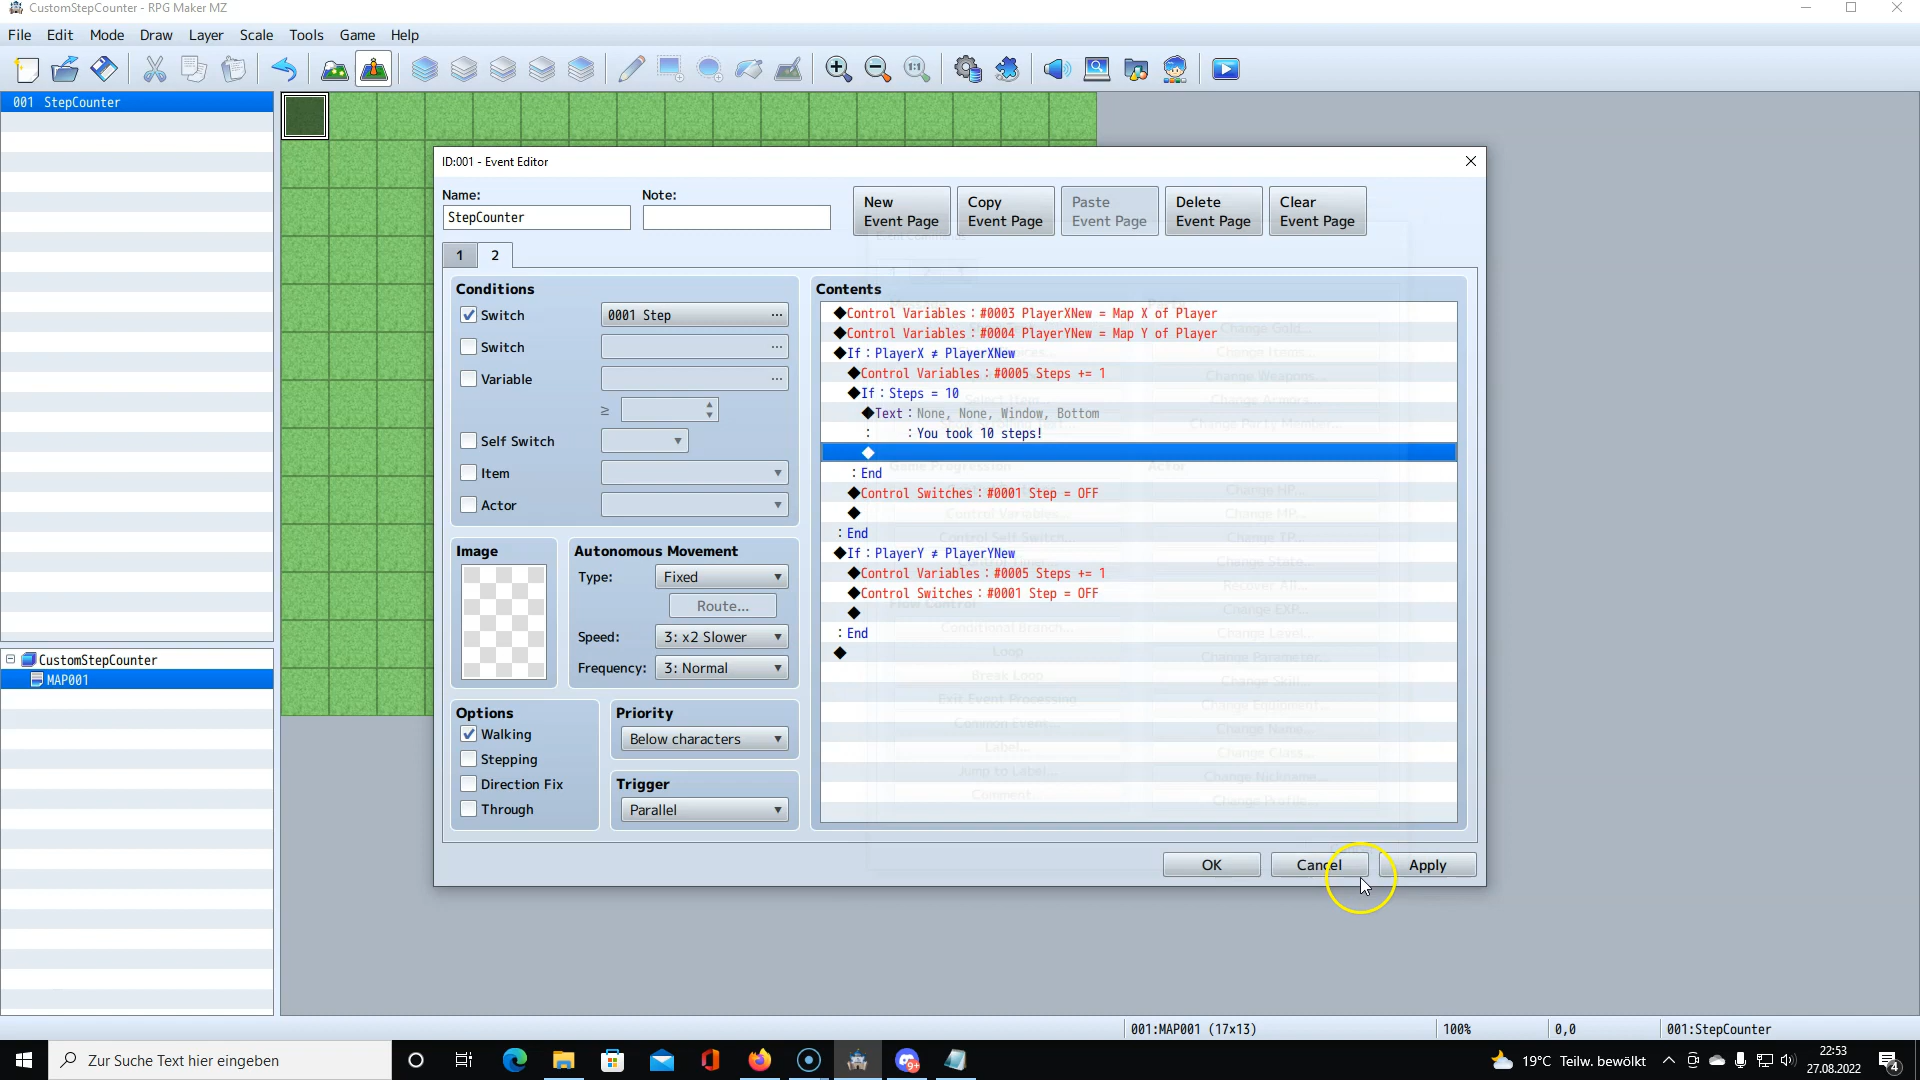 CustomStepCounter - RPG Maker MZ
File Edit Mode Draw Layer Scale Tools Game Help
001 StepCounter
ID:001 - Event Editor
Name:
Note:
StepCounter
New Event Page
Copy Event Page
Paste Event Page
Delete Event Page
Clear Event Page
1
2
Conditions
Switch
0001 Step ...
Switch
...
Variable
...
≥
Self Switch
Item
Actor
Image
Autonomous Movement
Type:
Fixed
Route...
Speed:
3: x2 Slower
Frequency:
3: Normal
Options
Walking
Stepping
Direction Fix
Through
Priority
Below characters
Trigger
Parallel
Contents
◆Control Variables : #0003 PlayerXNew = Map X of Player
◆Control Variables : #0004 PlayerYNew = Map Y of Player
◆If : PlayerX ≠ PlayerXNew
◆Control Variables : #0005 Steps += 1
◆If : Steps = 10
◆Text : None, None, Window, Bottom
: : You took 10 steps!
◆
: End
◆Control Switches : #0001 Step = OFF
◆
: End
◆If : PlayerY ≠ PlayerYNew
◆Control Variables : #0005 Steps += 1
◆Control Switches : #0001 Step = OFF
◆
: End
◆
OK
Cancel
Apply
CustomStepCounter
MAP001
001:MAP001 (17x13)
100%
0,0
001:StepCounter
Zur Suche Text hier eingeben
9+
19°C Teilw. bewölkt
22:53
27.08.2022
4